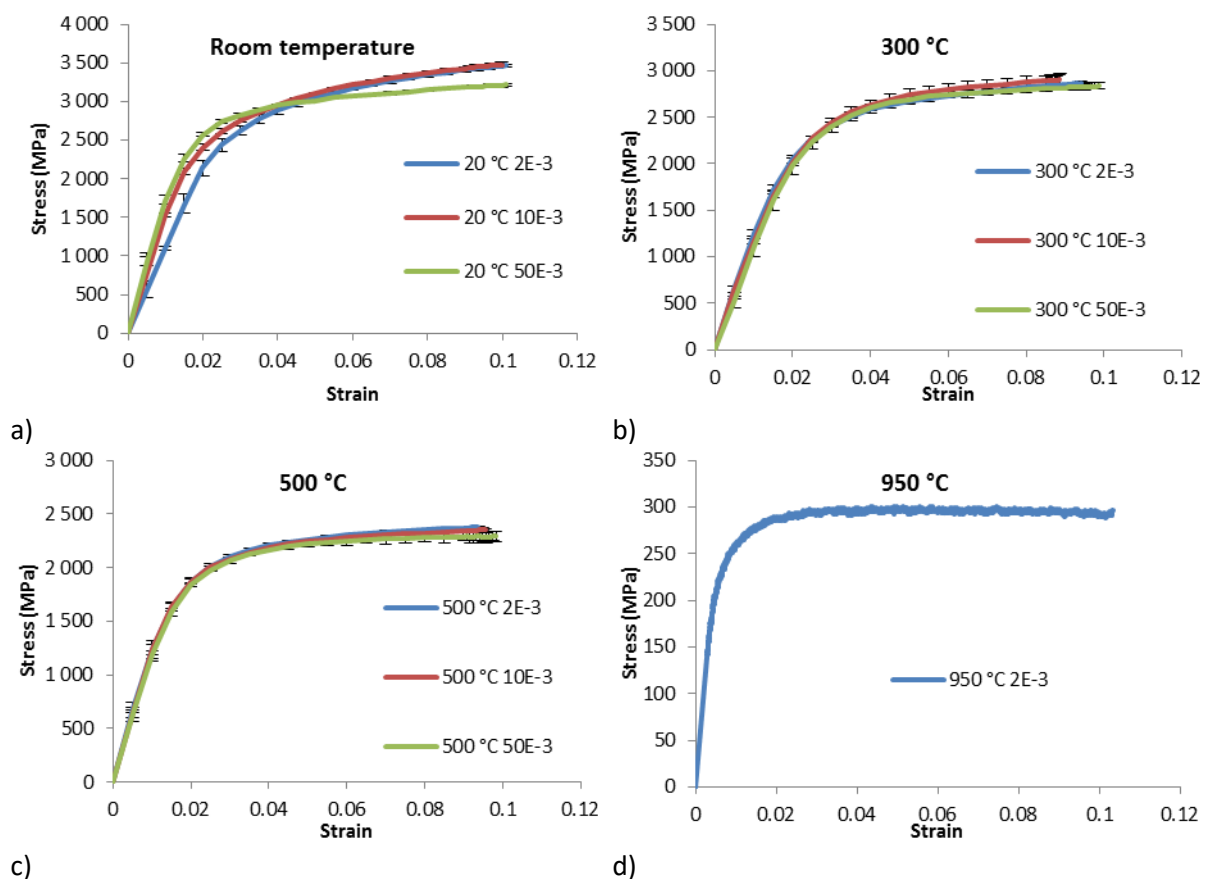 Room temperature
Stress (MPa)
4 000
3 500
3 000
2 500
2 000
1 500
1 000
500
0
20 °C 2E-3
20 °C 10E-3
20 °C 50E-3
0 0.02 0.04 0.06 0.08 0.1 0.12
Strain
a)
300 °C
Stress (MPa)
3 500
3 000
2 500
2 000
1 500
1 000
500
0
300 °C 2E-3
300 °C 10E-3
300 °C 50E-3
0 0.02 0.04 0.06 0.08 0.1 0.12
Strain
b)
500 °C
Stress (MPa)
3 000
2 500
2 000
1 500
1 000
500
0
500 °C 2E-3
500 °C 10E-3
500 °C 50E-3
0 0.02 0.04 0.06 0.08 0.1 0.12
Strain
c)
950 °C
Stress (MPa)
350
300
250
200
150
100
50
0
950 °C 2E-3
0 0.02 0.04 0.06 0.08 0.1 0.12
Strain
d)